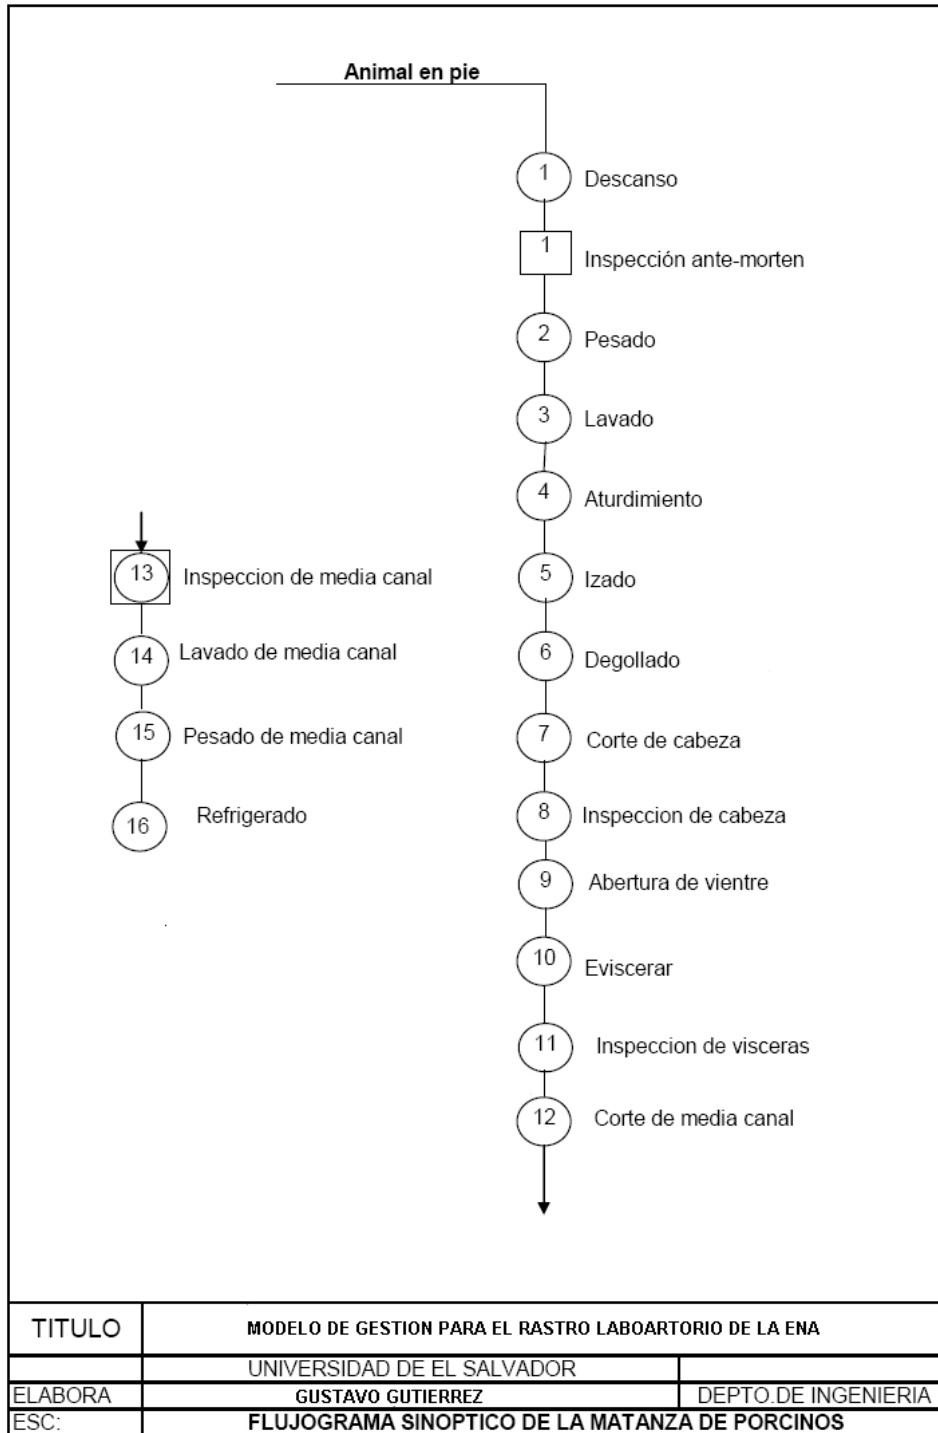 Animal en pie
1 Descanso
1 Inspección ante-morten
2 Pesado
3 Lavado
4 Aturdimiento
5 Izado
6 Degollado
7 Corte de cabeza
8 Inspeccion de cabeza
9 Abertura de vientre
10 Eviscerar
11 Inspeccion de visceras
12 Corte de media canal
13 Inspeccion de media canal
14 Lavado de media canal
15 Pesado de media canal
16 Refrigerado
TITULO MODELO DE GESTION PARA EL RASTRO LABOARTORIO DE LA ENA
UNIVERSIDAD DE EL SALVADOR
ELABORA GUSTAVO GUTIERREZ DEPTO.DE INGENIERIA
ESC: FLUJOGRAMA SINOPTICO DE LA MATANZA DE PORCINOS